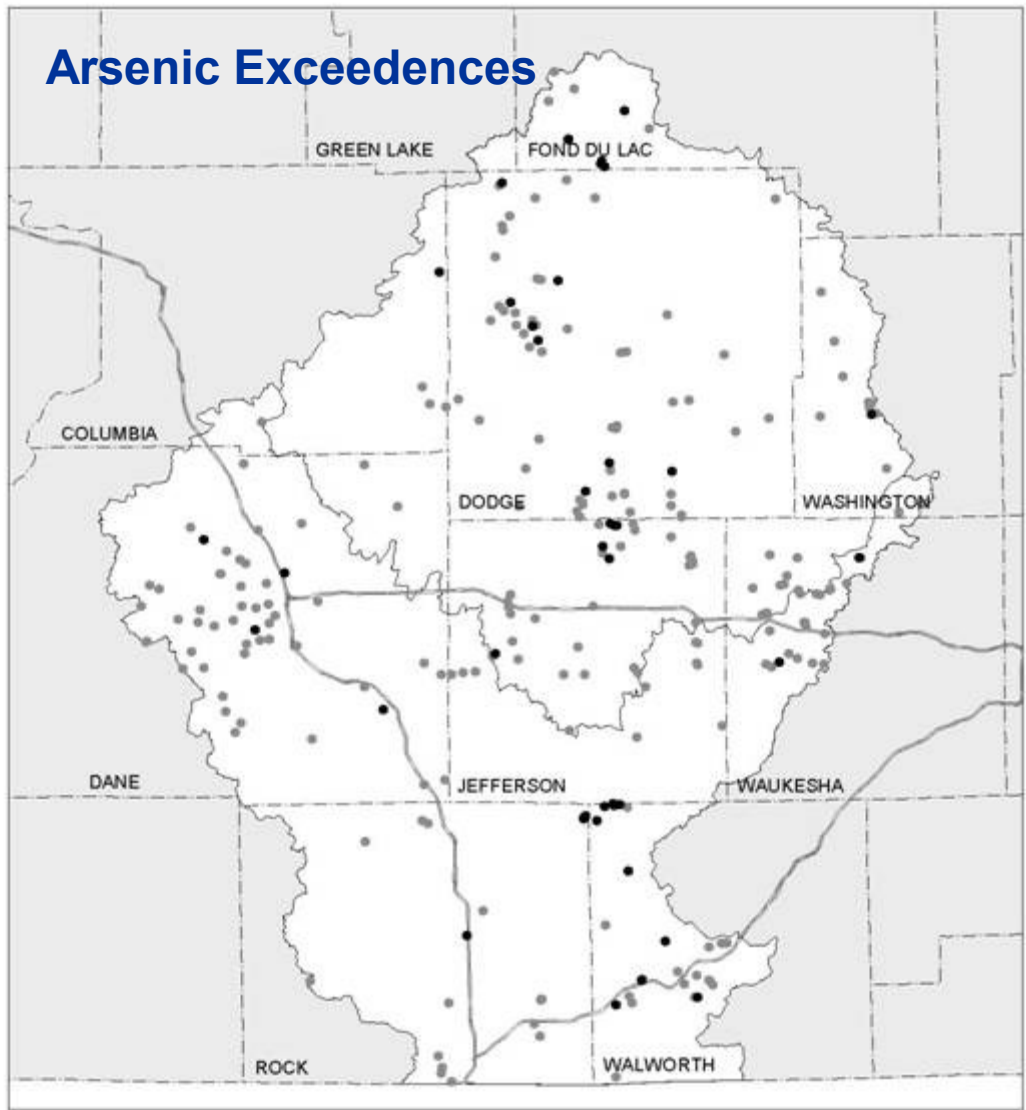 Arsenic Exceedences
GREEN LAKE
FOND DU LAC
COLUMBIA
DODGE
WASHINGTON
DANE
JEFFERSON
WAUKESHA
ROCK
WALWORTH